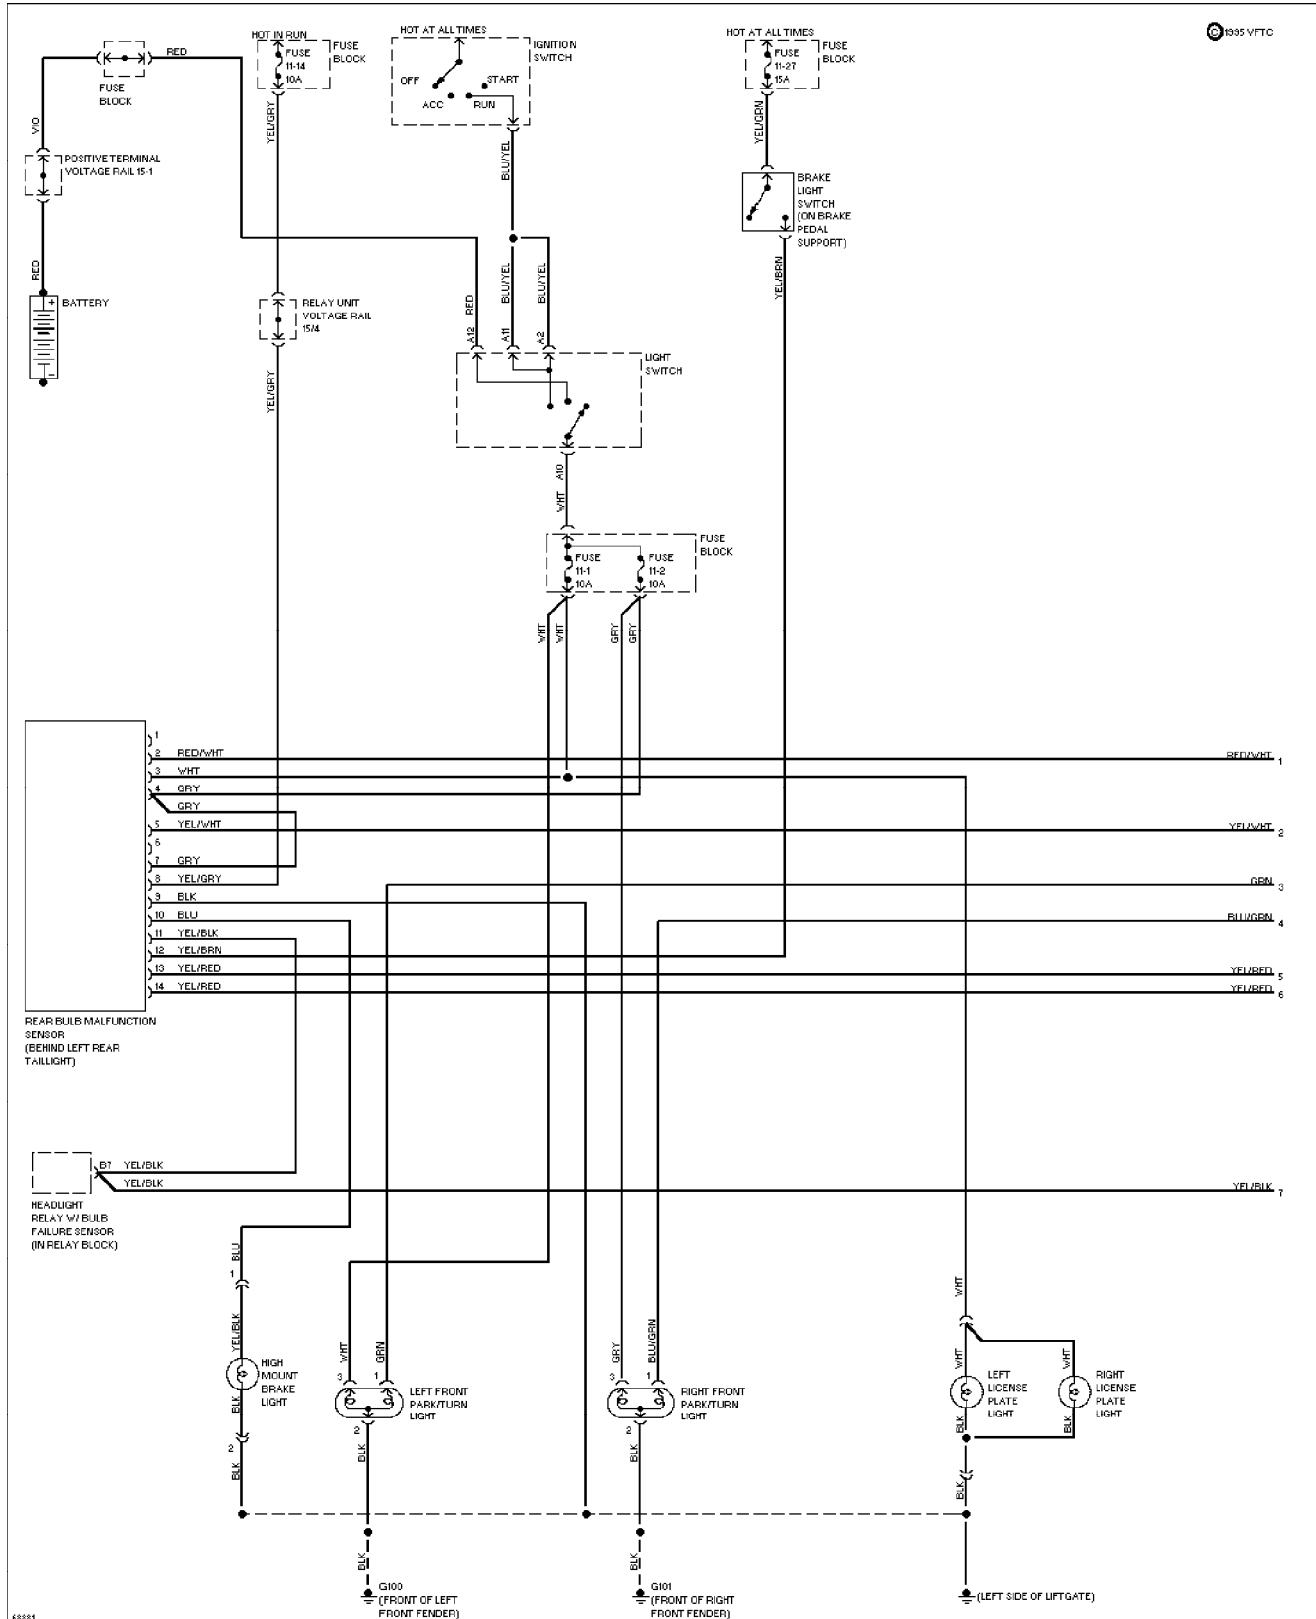 HOT IN RUN
HOT AT ALL TIMES
HOT AT ALL TIMES
© 1995 VFTC
RED
FUSE
BLOCK
FUSE
11-14
10A
FUSE
BLOCK
IGNITION
SWITCH
OFF
START
ACC
RUN
FUSE
11-27
15A
FUSE
BLOCK
VIO
YEL/GRY
BLU/YEL
YEL/GRN
POSITIVE TERMINAL
VOLTAGE RAIL 15-1
BRAKE
LIGHT
SWITCH
(ON BRAKE
PEDAL
SUPPORT)
RED
BATTERY
+
-
RELAY UNIT
VOLTAGE RAIL
15/4
RED
BLU/YEL
BLU/YEL
YEL/BRN
A12
A11
A2
LIGHT
SWITCH
YEL/GRY
A10
WHT
FUSE
11-1
10A
FUSE
11-2
10A
FUSE
BLOCK
WHT
WHT
GRY
GRY
1
2 RED/WHT
RED/WHT 1
3 WHT
4 GRY
GRY
5 YEL/WHT
YEL/WHT 2
6
7 GRY
8 YEL/GRY
GRN 3
9 BLK
10 BLU
BLU/GRN 4
11 YEL/BLK
12 YEL/BRN
13 YEL/RED
YEL/RED 5
14 YEL/RED
YEL/RED 6
REAR BULB MALFUNCTION
SENSOR
(BEHIND LEFT REAR
TAILLIGHT)
B7 YEL/BLK
YEL/BLK
YEL/BLK 7
HEADLIGHT
RELAY W/ BULB
FAILURE SENSOR
(IN RELAY BLOCK)
BLU
1
YEL/BLK
HIGH
MOUNT
BRAKE
LIGHT
BLK
2
BLK
WHT
GRN
3
1
LEFT FRONT
PARK/TURN
LIGHT
2
BLK
GRY
BLU/GRN
3
1
RIGHT FRONT
PARK/TURN
LIGHT
2
BLK
WHT
WHT
WHT
LEFT
LICENSE
PLATE
LIGHT
RIGHT
LICENSE
PLATE
LIGHT
BLK
BLK
BLK
BLK
G100
(FRONT OF LEFT
FRONT FENDER)
BLK
G101
(FRONT OF RIGHT
FRONT FENDER)
(LEFT SIDE OF LIFTGATE)